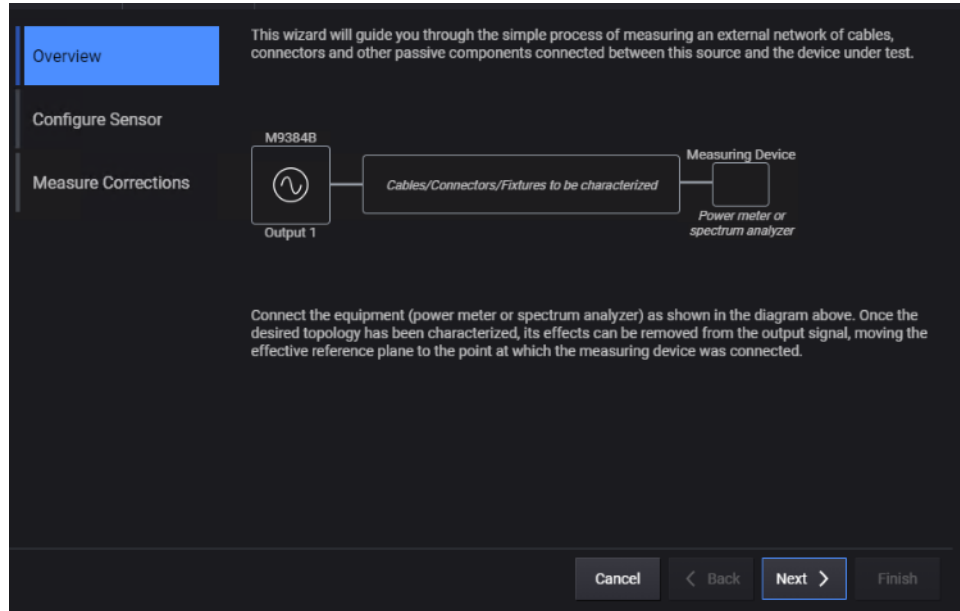 Overview
Configure Sensor
Measure Corrections
This wizard will guide you through the simple process of measuring an external network of cables,
connectors and other passive components connected between this source and the device under test.
M9384B
Output 1
Cables/Connectors/Fixtures to be characterized
Measuring Device
Power meter or
spectrum analyzer
Connect the equipment (power meter or spectrum analyzer) as shown in the diagram above. Once the
desired topology has been characterized, its effects can be removed from the output signal, moving the
effective reference plane to the point at which the measuring device was connected.
Cancel
Back
Next
Finish